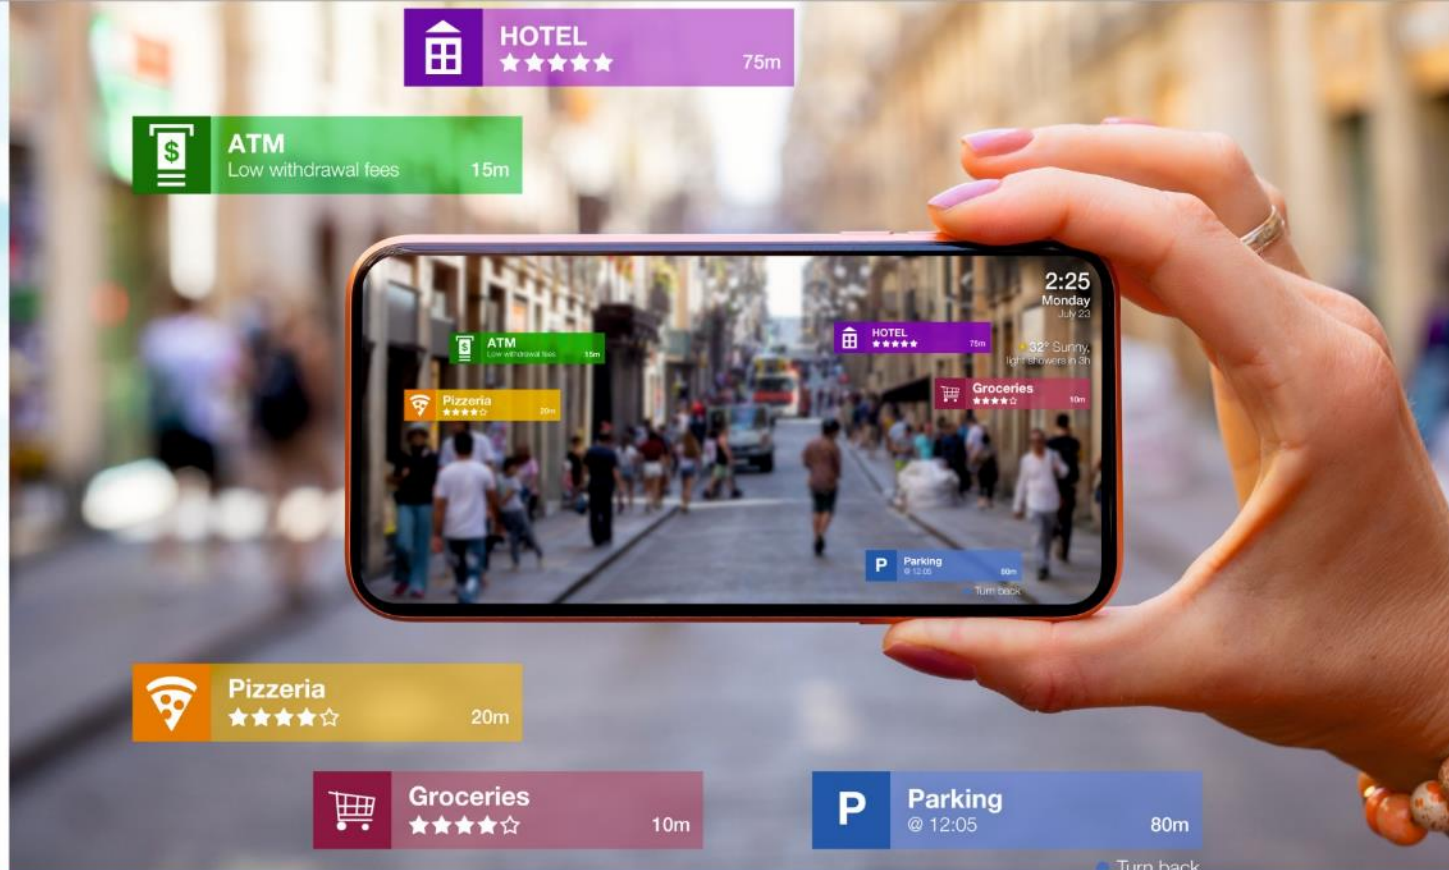 HOTEL
★★★★★
75m
ATM
Low withdrawal fees
15m
2:25
Monday
July 23
32° Sunny,
light showers in 3h
ATM
Low withdrawal fees
15m
HOTEL
★★★★★
75m
Pizzeria
★★★★☆
20m
Groceries
★★★★☆
10m
P
Parking
@ 12:05
80m
Turn back
Pizzeria
★★★★☆
20m
Groceries
★★★★☆
10m
P
Parking
@ 12:05
80m
Turn back